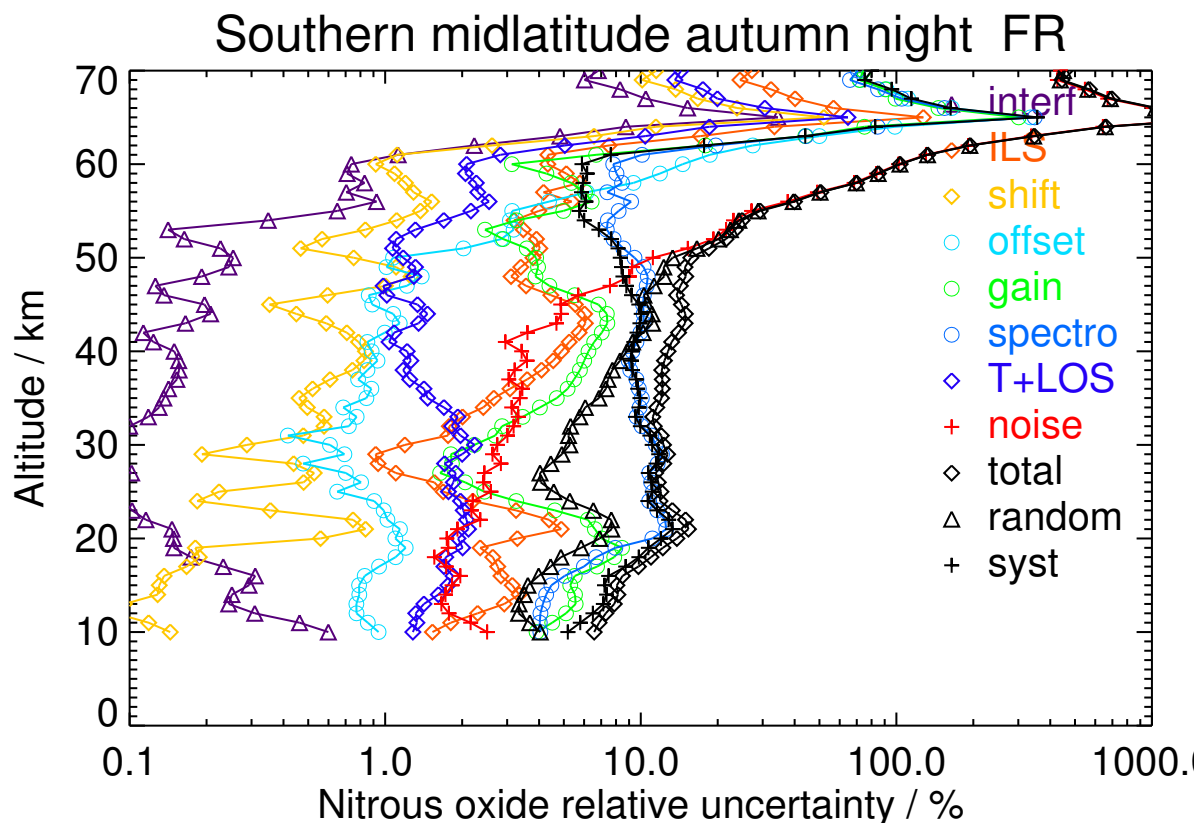 Southern midlatitude autumn night FR
70
60
50
40
30
20
10
0
Altitude / km
interf
ILS
shift
offset
gain
spectro
T+LOS
noise
total
random
syst
0.1 1.0 10.0 100.0 1000.0
Nitrous oxide relative uncertainty / %